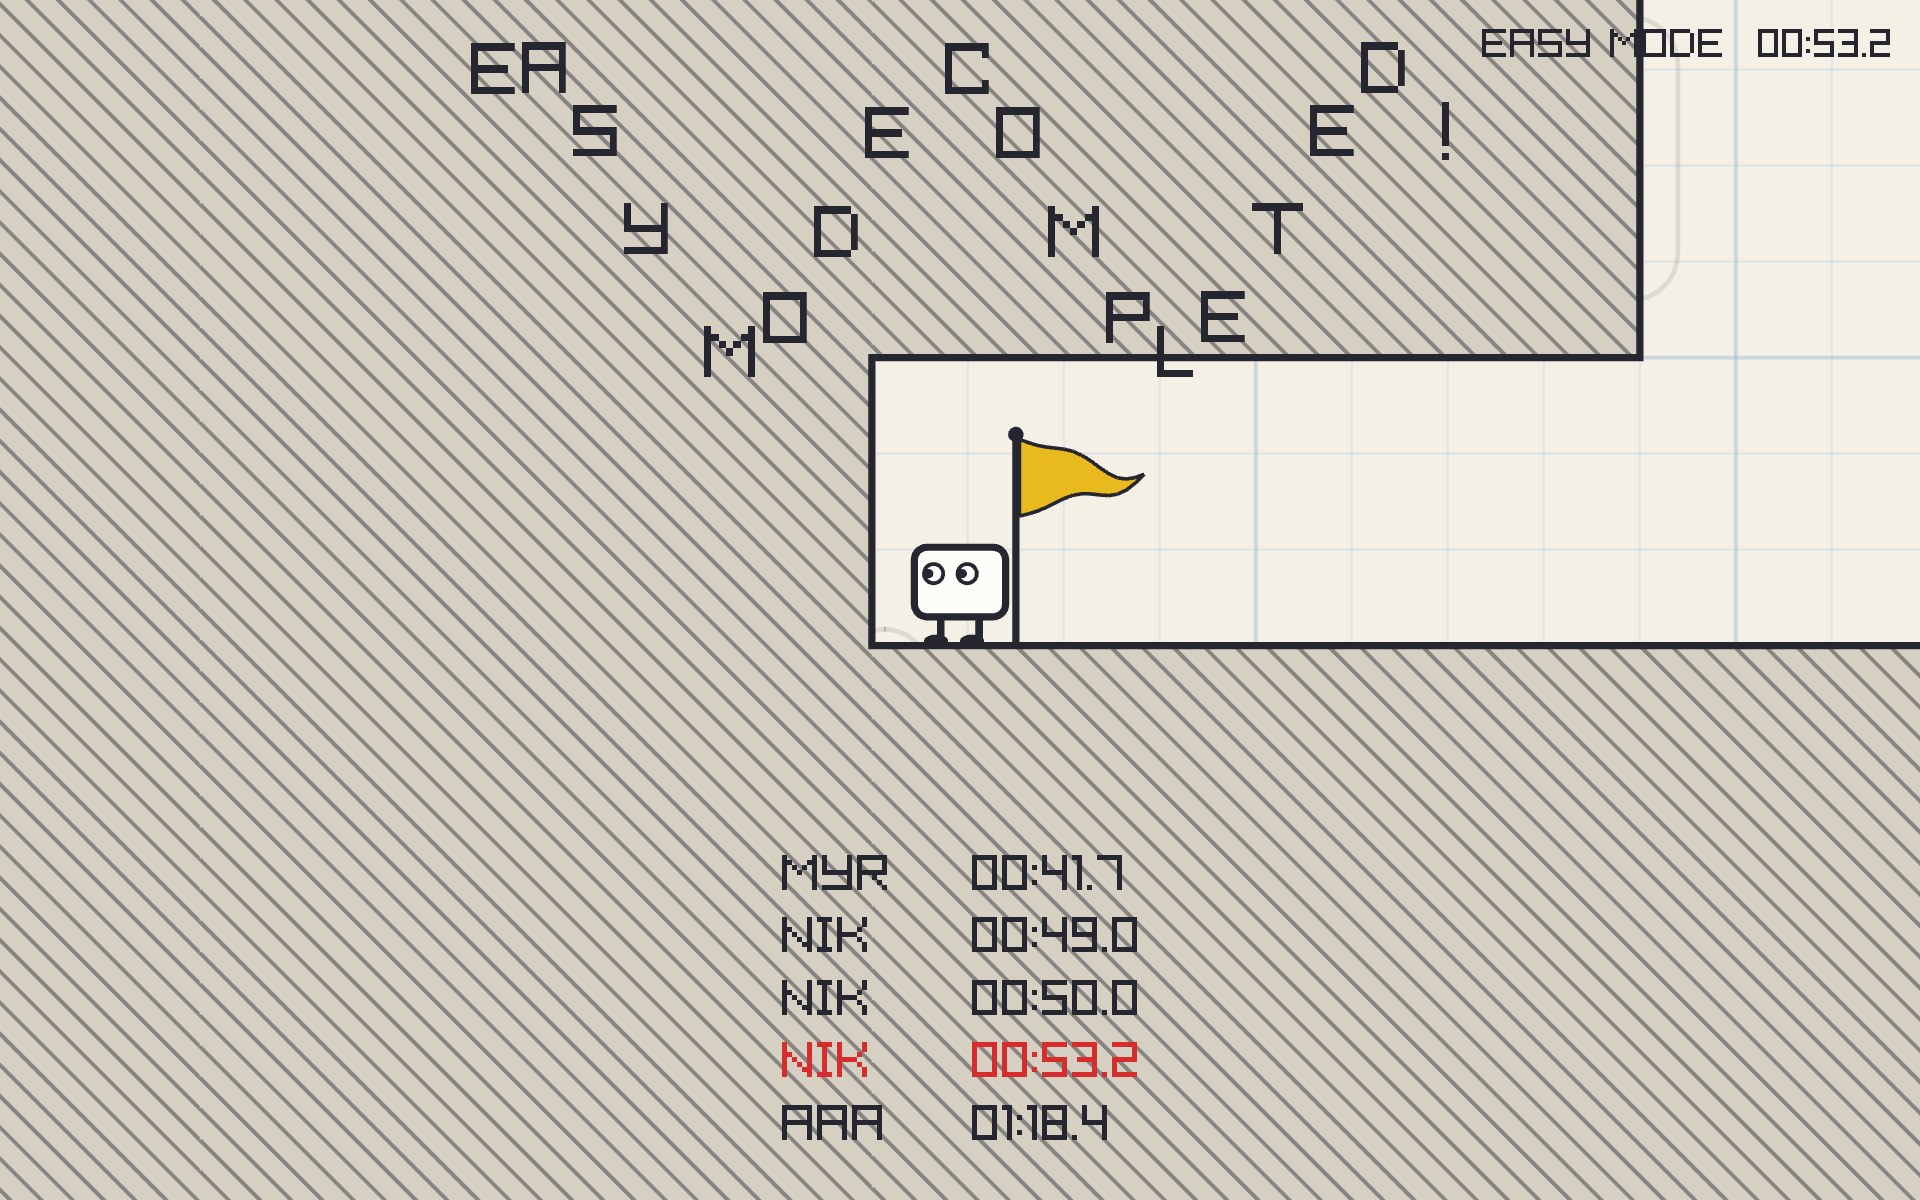 EASY MODE 00:53.2
EASY MODE COMPLETED!
MYR 00:41.7
NIK 00:49.0
NIK 00:50.0
NIK 00:53.2
AAA 01:18.4